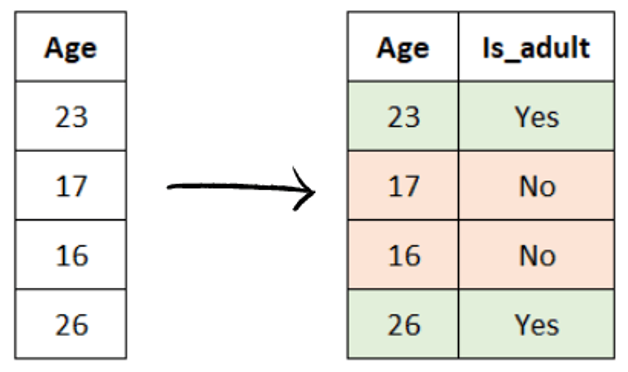 Age
23
17
16
26
Age Is_adult
23 Yes
17 No
16 No
26 Yes